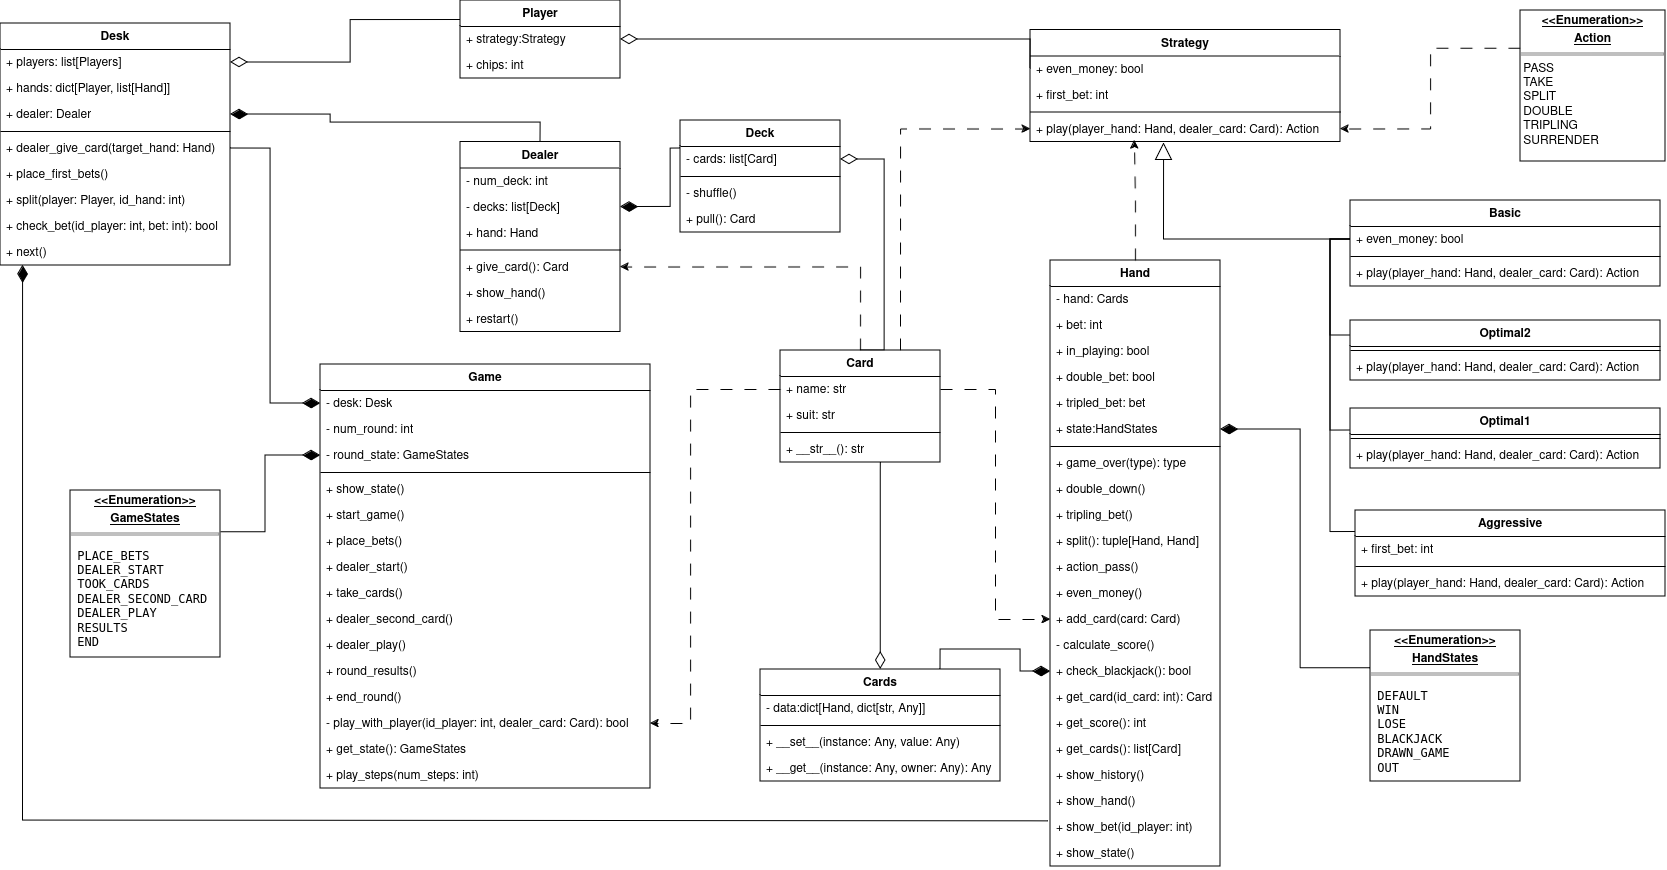 Desk
+ players: list[Players]
+ hands: dict[Player, list[Hand]]
+ dealer: Dealer
+ dealer_give_card(target_hand: Hand)
+ place_first_bets()
+ split(player: Player, id_hand: int)
+ check_bet(id_player: int, bet: int): bool
+ next()
Player
+ strategy:Strategy
+ chips: int
Dealer
- num_deck: int
- decks: list[Deck]
+ hand: Hand
+ give_card(): Card
+ show_hand()
+ restart()
Deck
- cards: list[Card]
- shuffle()
+ pull(): Card
Strategy
+ even_money: bool
+ first_bet: int
+ play(player_hand: Hand, dealer_card: Card): Action
<<Enumeration>>
Action
PASS
TAKE
SPLIT
DOUBLE
TRIPLING
SURRENDER
Basic
+ even_money: bool
+ play(player_hand: Hand, dealer_card: Card): Action
Optimal2
+ play(player_hand: Hand, dealer_card: Card): Action
Optimal1
+ play(player_hand: Hand, dealer_card: Card): Action
Aggressive
+ first_bet: int
+ play(player_hand: Hand, dealer_card: Card): Action
Game
- desk: Desk
- num_round: int
- round_state: GameStates
+ show_state()
+ start_game()
+ place_bets()
+ dealer_start()
+ take_cards()
+ dealer_second_card()
+ dealer_play()
+ round_results()
+ end_round()
- play_with_player(id_player: int, dealer_card: Card): bool
+ get_state(): GameStates
+ play_steps(num_steps: int)
<<Enumeration>>
GameStates
PLACE_BETS
DEALER_START
TOOK_CARDS
DEALER_SECOND_CARD
DEALER_PLAY
RESULTS
END
Card
+ name: str
+ suit: str
+ __str__(): str
Cards
- data:dict[Hand, dict[str, Any]]
+ __set__(instance: Any, value: Any)
+ __get__(instance: Any, owner: Any): Any
Hand
- hand: Cards
+ bet: int
+ in_playing: bool
+ double_bet: bool
+ tripled_bet: bet
+ state:HandStates
+ game_over(type): type
+ double_down()
+ tripling_bet()
+ split(): tuple[Hand, Hand]
+ action_pass()
+ even_money()
+ add_card(card: Card)
- calculate_score()
+ check_blackjack(): bool
+ get_card(id_card: int): Card
+ get_score(): int
+ get_cards(): list[Card]
+ show_history()
+ show_hand()
+ show_bet(id_player: int)
+ show_state()
<<Enumeration>>
HandStates
DEFAULT
WIN
LOSE
BLACKJACK
DRAWN_GAME
OUT